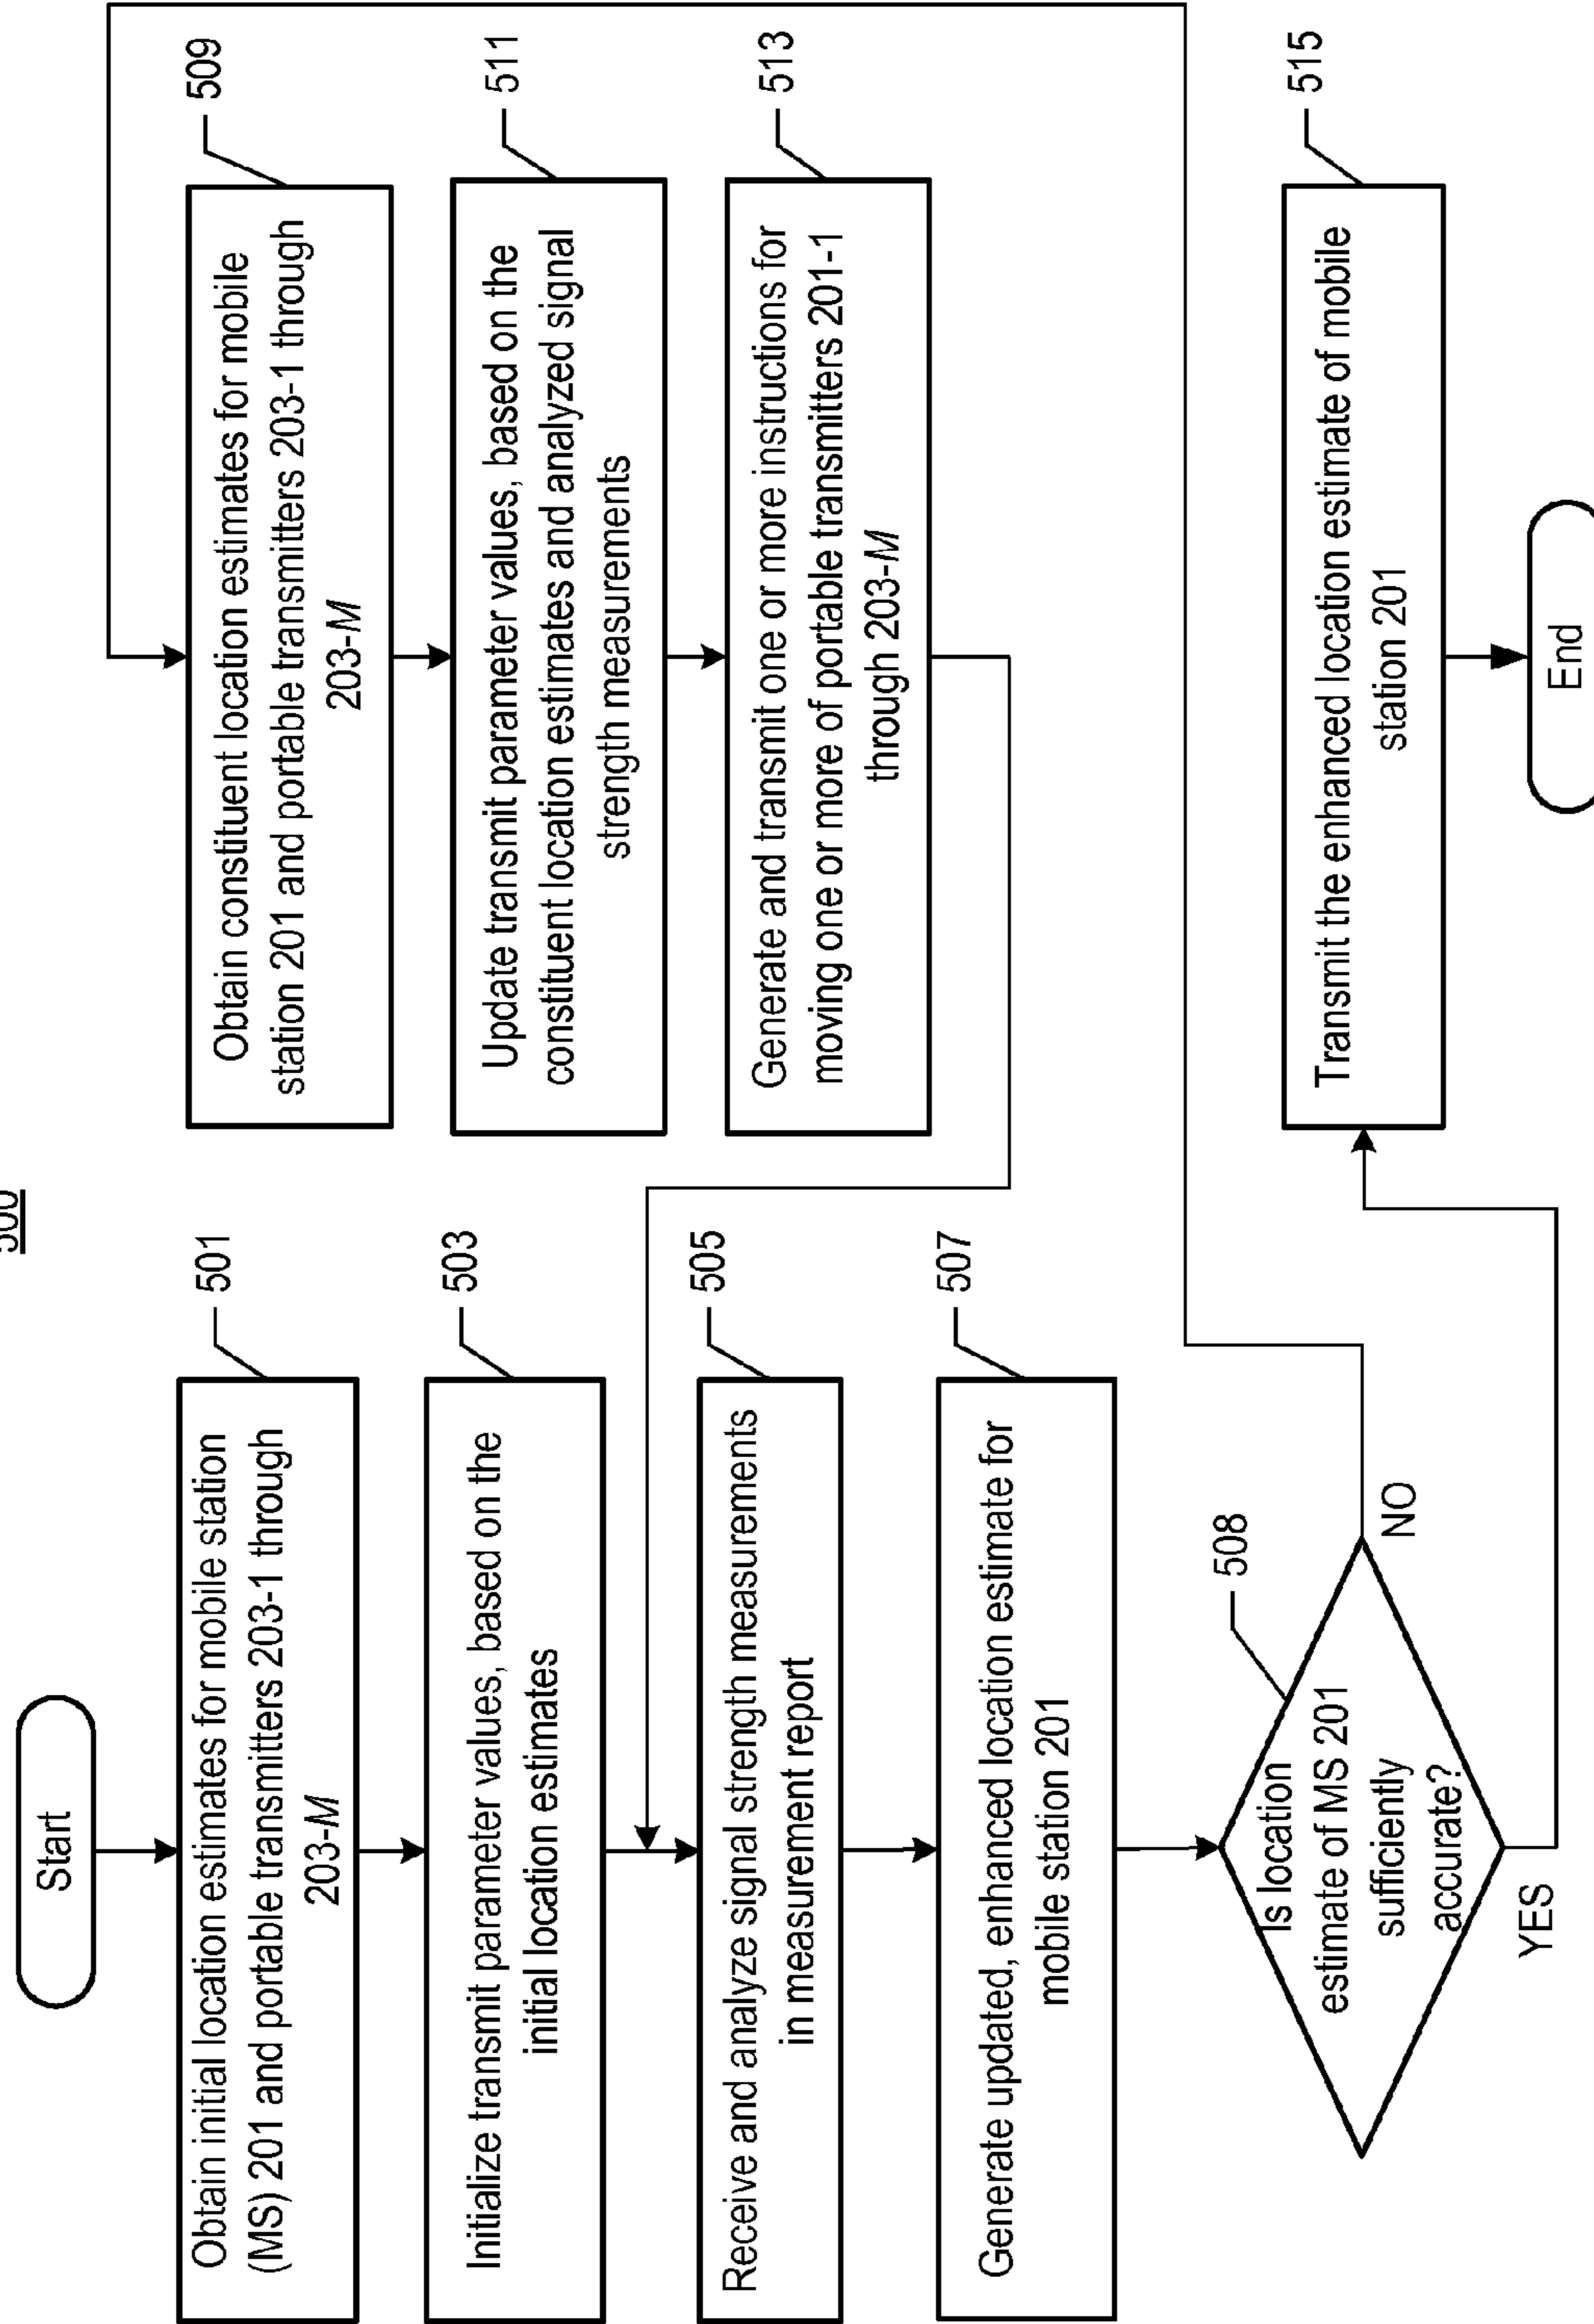 500
Start
Obtain initial location estimates for mobile station
(MS) 201 and portable transmitters 203-1 through
203-M
501
Initialize transmit parameter values, based on the
initial location estimates
503
Receive and analyze signal strength measurements
in measurement report
505
Generate updated, enhanced location estimate for
mobile station 201
507
Is location
estimate of MS 201
sufficiently
accurate?
508
NO
YES
Obtain constituent location estimates for mobile
station 201 and portable transmitters 203-1 through
203-M
509
Update transmit parameter values, based on the
constituent location estimates and analyzed signal
strength measurements
511
Generate and transmit one or more instructions for
moving one or more of portable transmitters 201-1
through 203-M
513
Transmit the enhanced location estimate of mobile
station 201
515
End